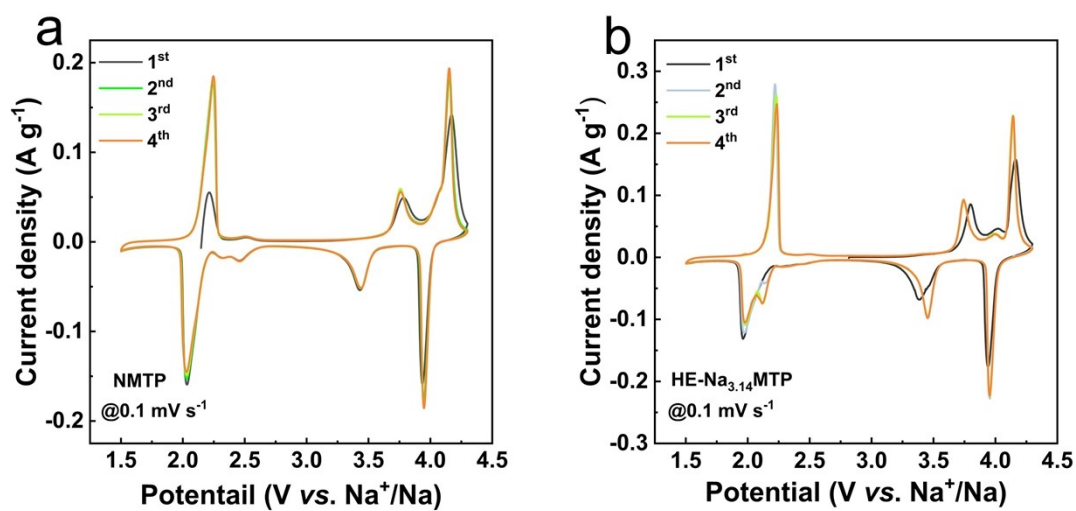 a
1st
2nd
3rd
4th
0.2
0.1
0.0
-0.1
-0.2
Current density (A g-1)
NMTP
@0.1 mV s-1
1.5 2.0 2.5 3.0 3.5 4.0 4.5
Potentail (V vs. Na+/Na)
b
1st
2nd
3rd
4th
0.3
0.2
0.1
0.0
-0.1
-0.2
-0.3
Current density (A g-1)
HE-Na3.14MTP
@0.1 mV s-1
1.5 2.0 2.5 3.0 3.5 4.0 4.5
Potential (V vs. Na+/Na)